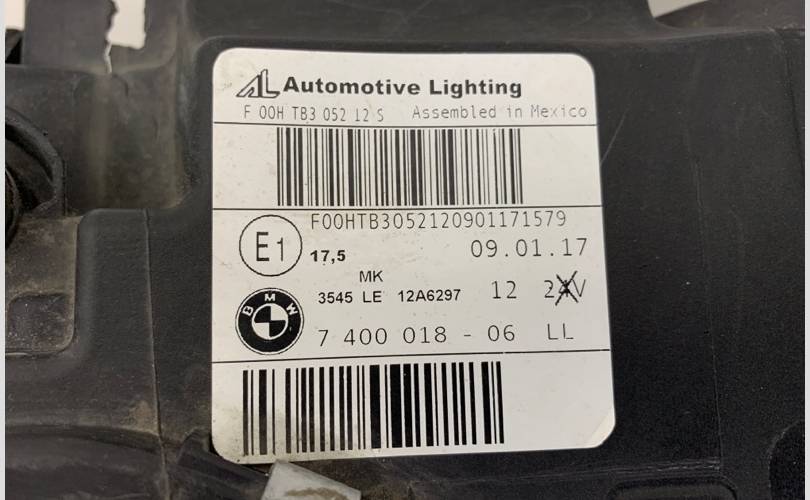 AL Automotive Lighting
F 00H TB3 052 12 S Assembled in Mexico
F00HTB3052120901171579
E1 17,5 09.01.17
MK
3545 LE 12A6297 12 24V
BMW
7 400 018 - 06 LL